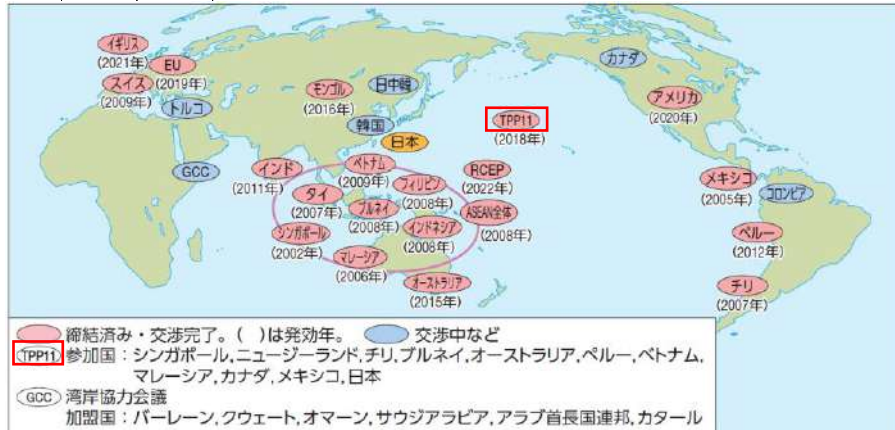 イギリス
(2021年)
EU
(2019年)
スイス
(2009年)
トルコ
GCC
モンゴル
(2016年)
日中韓
韓国
日本
TPP11
(2018年)
カナダ
アメリカ
(2020年)
インド
(2011年)
ベトナム
(2009年)
タイ
(2007年)
フィリピン
(2008年)
RCEP
(2022年)
ブルネイ
(2008年)
インドネシア
(2008年)
ASEAN全体
(2008年)
シンガポール
(2002年)
マレーシア
(2006年)
オーストラリア
(2015年)
メキシコ
(2005年)
コロンビア
ペルー
(2012年)
チリ
(2007年)
締結済み・交渉完了。( )は発効年。 交渉中など
TPP11 参加国:シンガポール,ニュージーランド,チリ,ブルネイ,オーストラリア,ペルー,ベトナム,
マレーシア,カナダ,メキシコ,日本
GCC 湾岸協力会議
加盟国:バーレーン,クウェート,オマーン,サウジアラビア,アラブ首長国連邦,カタール